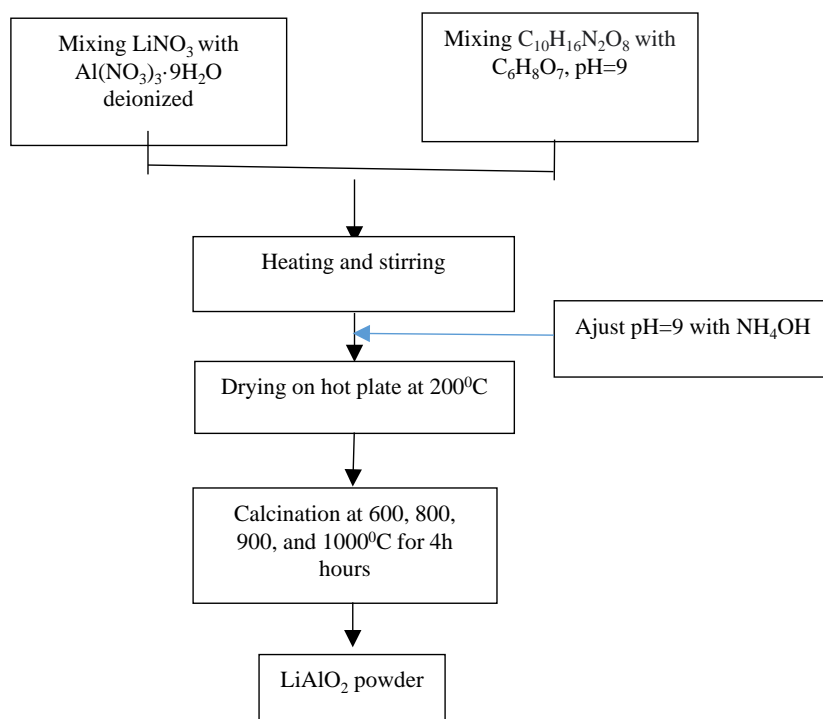 Mixing LiNO₃ with
Al(NO₃)₃·9H₂O
deionized
Mixing C₁₀H₁₆N₂O₈ with
C₆H₈O₇, pH=9
Heating and stirring
Ajust pH=9 with NH₄OH
Drying on hot plate at 200⁰C
Calcination at 600, 800,
900, and 1000⁰C for 4h
hours
LiAlO₂ powder